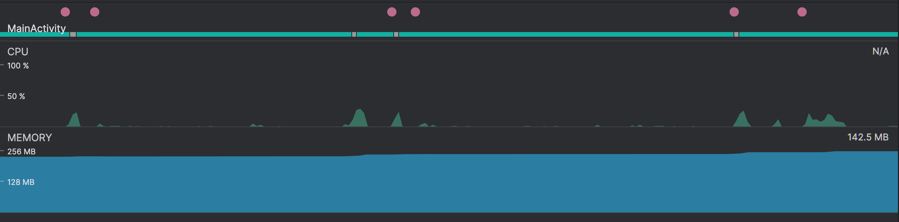 MainActivity
CPU
N/A
100 %
50 %
MEMORY
142.5 MB
256 MB
128 MB